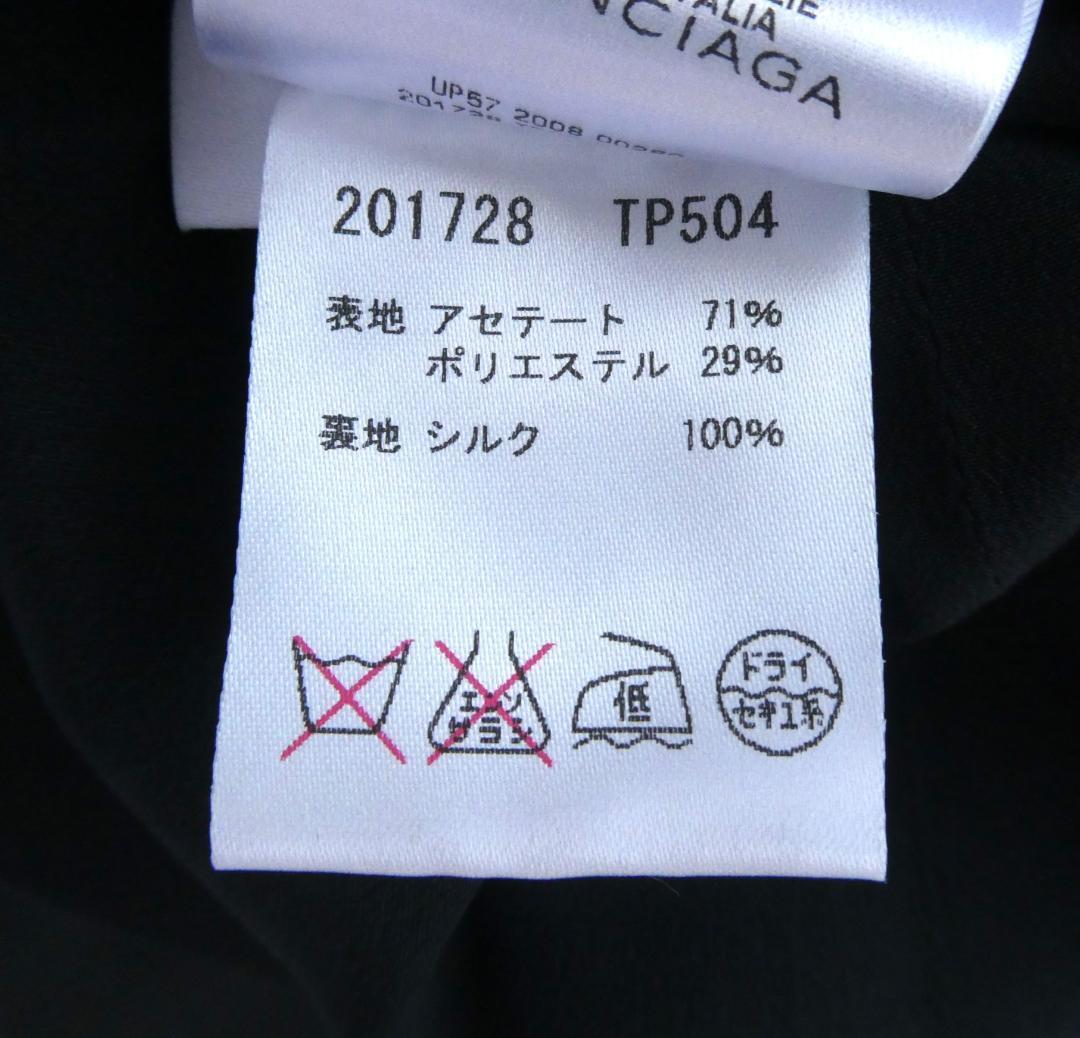 ITALIA
NCIAGA
UP57 2008
201728 TP504
表地 アセテート 71%
ポリエステル 29%
裏地 シルク 100%
エンソ
サラシ
低
ドライ
セキユ系